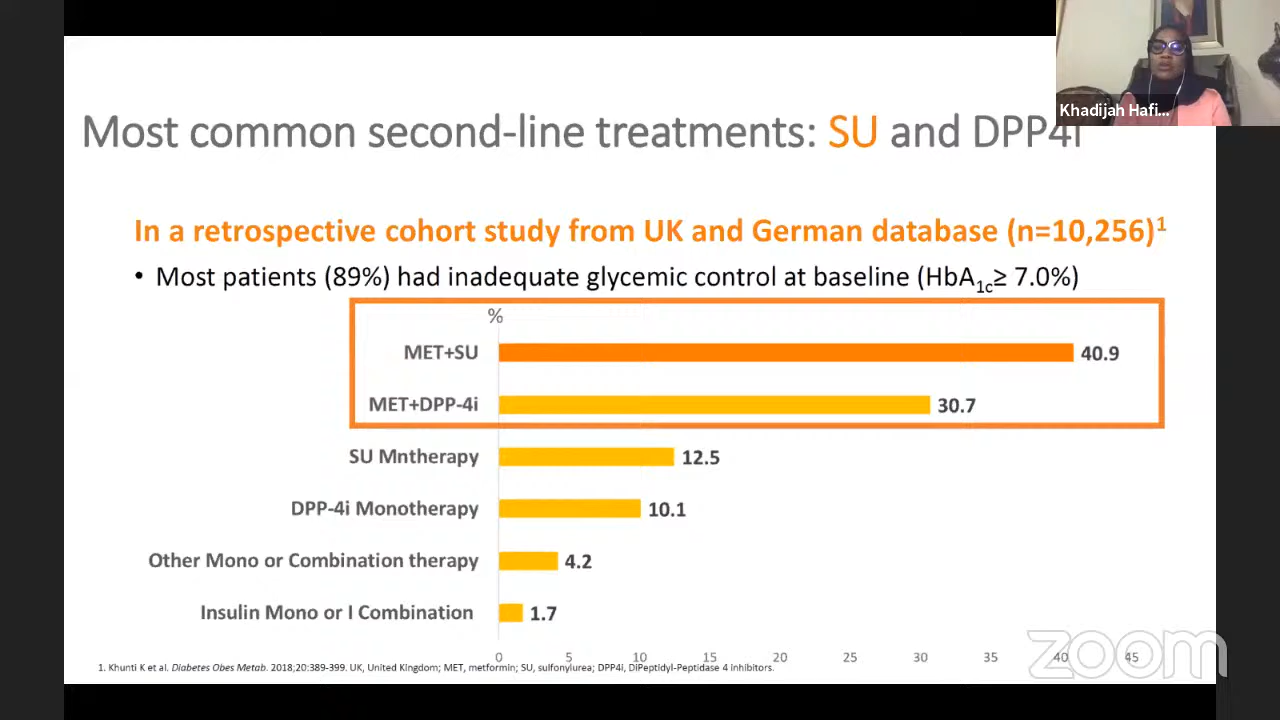 Khadijah Hafi...
Most common second-line treatments: SU and DPP4i
In a retrospective cohort study from UK and German database (n=10,256)1
• Most patients (89%) had inadequate glycemic control at baseline (HbA1c≥ 7.0%)
%
MET+SU 40.9
MET+DPP-4i 30.7
SU Mntherapy 12.5
DPP-4i Monotherapy 10.1
Other Mono or Combination therapy 4.2
Insulin Mono or I Combination 1.7
0 5 10 15 20 25 30 35 40 45
1. Khunti K et al. Diabetes Obes Metab. 2018;20:389-399. UK, United Kingdom; MET, metformin; SU, sulfonylurea; DPP4i, DiPeptidyl-Peptidase 4 inhibitors.
zoom